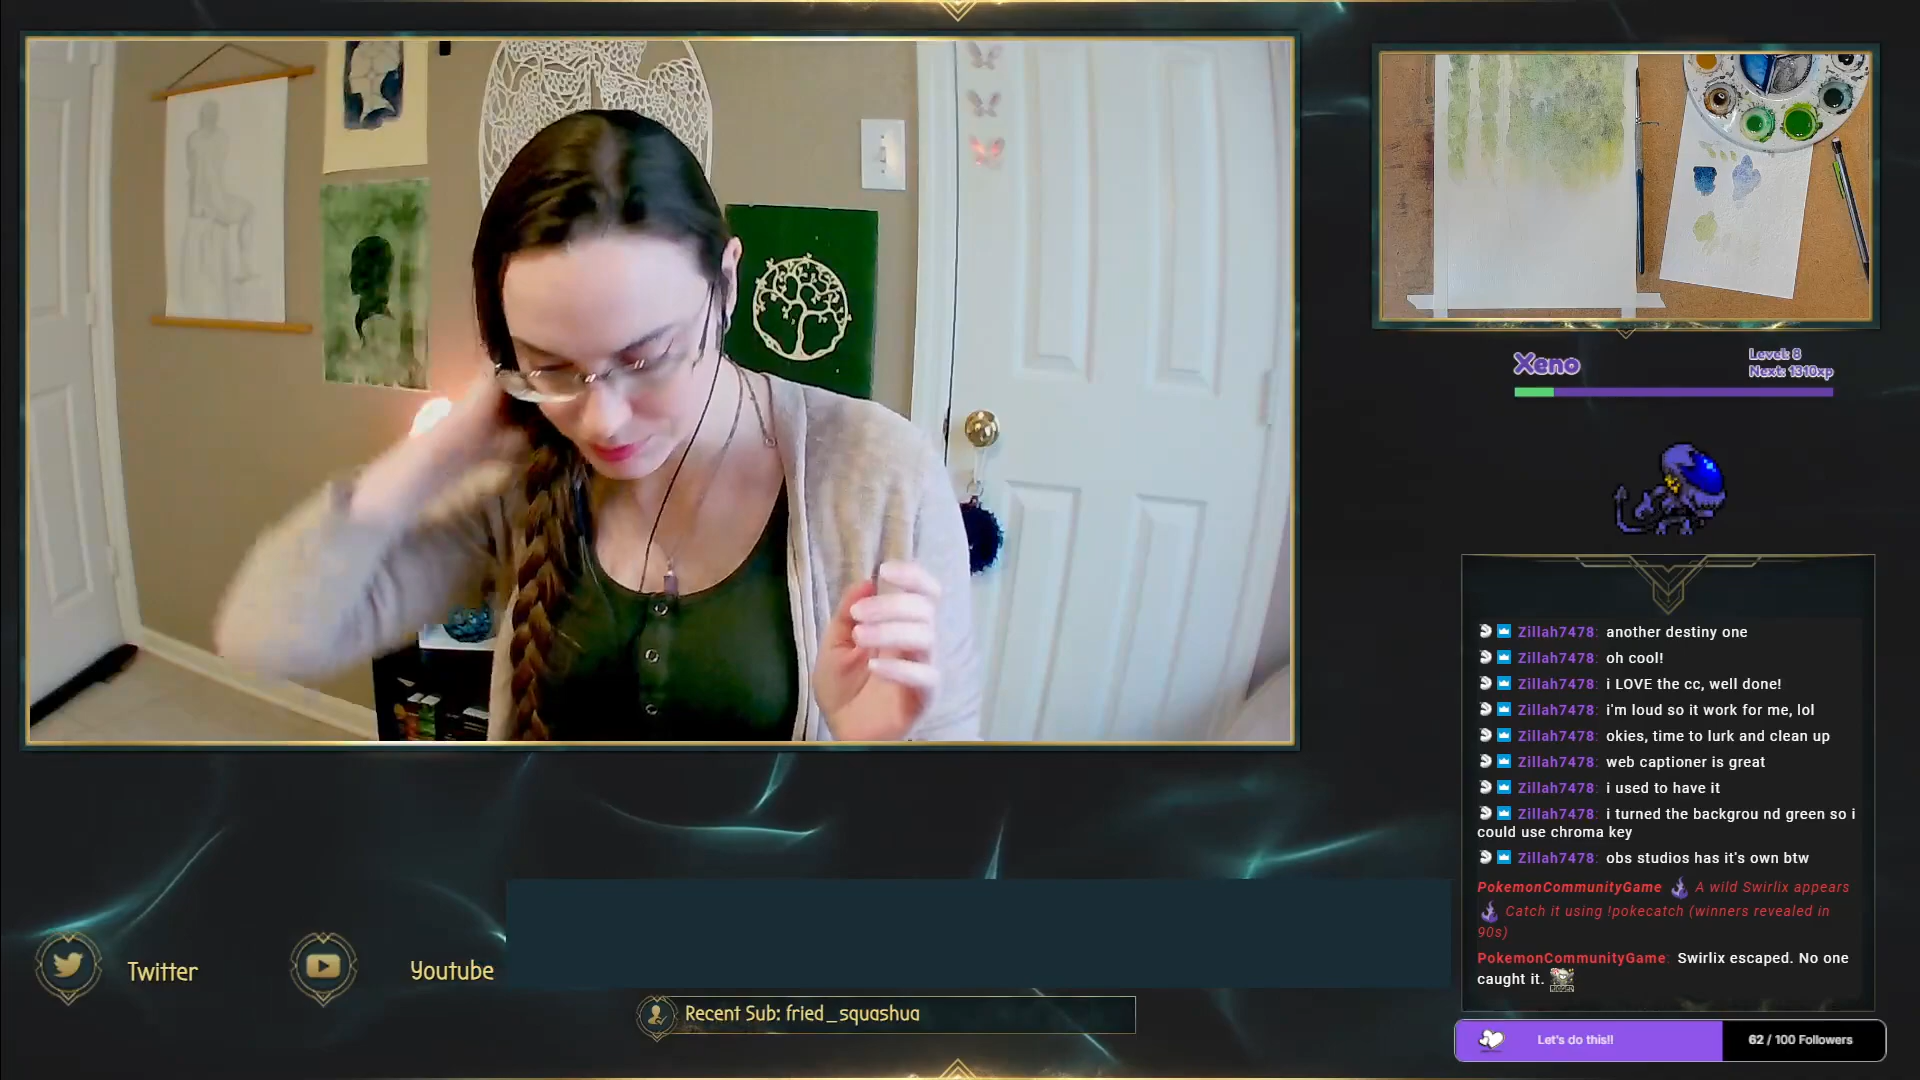 Xeno
Level: 8
Next: 1310xp
Zillah7478: another destiny one
Zillah7478: oh cool!
Zillah7478: i LOVE the cc, well done!
Zillah7478: i'm loud so it work for me, lol
Zillah7478: okies, time to lurk and clean up
Zillah7478: web captioner is great
Zillah7478: i used to have it
Zillah7478: i turned the backgrou nd green so i
could use chroma key
Zillah7478: obs studios has it's own btw
PokemonCommunityGame A wild Swirlix appears
Catch it using !pokecatch (winners revealed in
90s)
PokemonCommunityGame: Swirlix escaped. No one
caught it.
Twitter
Youtube
Recent Sub: fried_squashua
Let's do this!!
62 / 100 Followers